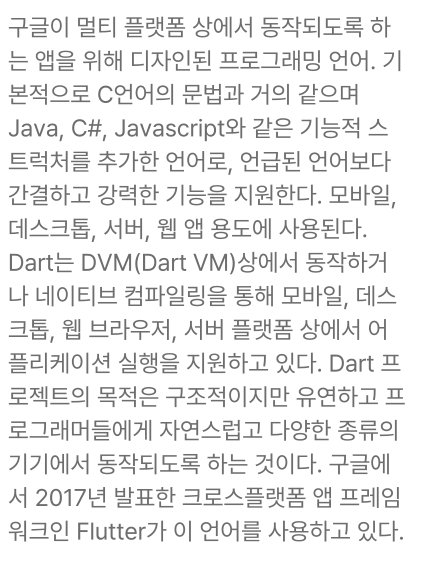 구글이 멀티 플랫폼 상에서 동작되도록 하
는 앱을 위해 디자인된 프로그래밍 언어. 기
본적으로 C언어의 문법과 거의 같으며
Java, C#, Javascript와 같은 기능적 스
트럭처를 추가한 언어로, 언급된 언어보다
간결하고 강력한 기능을 지원한다. 모바일,
데스크톱, 서버, 웹 앱 용도에 사용된다.
Dart는 DVM(Dart VM)상에서 동작하거
나 네이티브 컴파일링을 통해 모바일, 데스
크톱, 웹 브라우저, 서버 플랫폼 상에서 어
플리케이션 실행을 지원하고 있다. Dart 프
로젝트의 목적은 구조적이지만 유연하고 프
로그래머들에게 자연스럽고 다양한 종류의
기기에서 동작되도록 하는 것이다. 구글에
서 2017년 발표한 크로스플랫폼 앱 프레임
워크인 Flutter가 이 언어를 사용하고 있다.